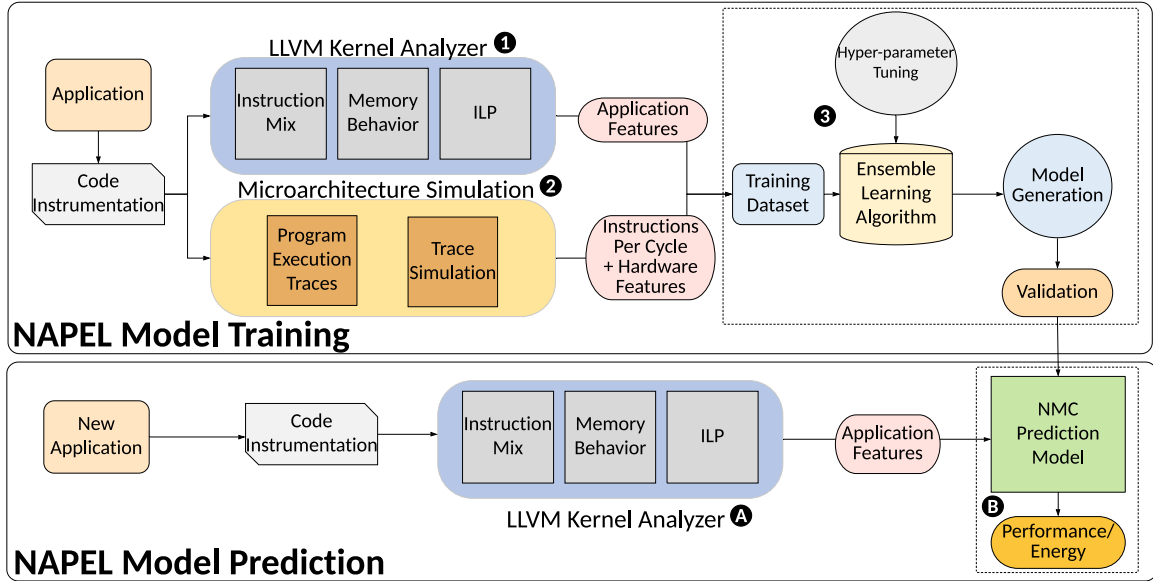 LLVM Kernel Analyzer 1
Application
Instruction
Mix
Memory
Behavior
ILP
Application
Features
Code
Instrumentation
Microarchitecture Simulation 2
Program
Execution
Traces
Trace
Simulation
Instructions
Per Cycle
+ Hardware
Features
Hyper-parameter
Tuning
3
Training
Dataset
Ensemble
Learning
Algorithm
Model
Generation
Validation
NAPEL Model Training
New
Application
Code
Instrumentation
Instruction
Mix
Memory
Behavior
ILP
LLVM Kernel Analyzer A
Application
Features
NMC
Prediction
Model
B
Performance/
Energy
NAPEL Model Prediction